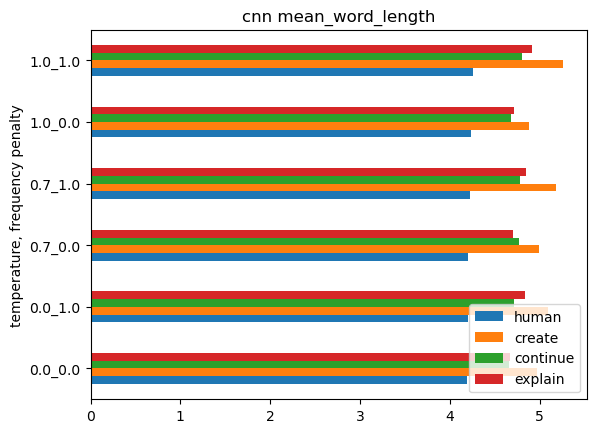 cnn mean_word_length
temperature, frequency penalty
1.0_1.0
1.0_0.0
0.7_1.0
0.7_0.0
0.0_1.0
0.0_0.0
human
create
continue
explain
0 1 2 3 4 5